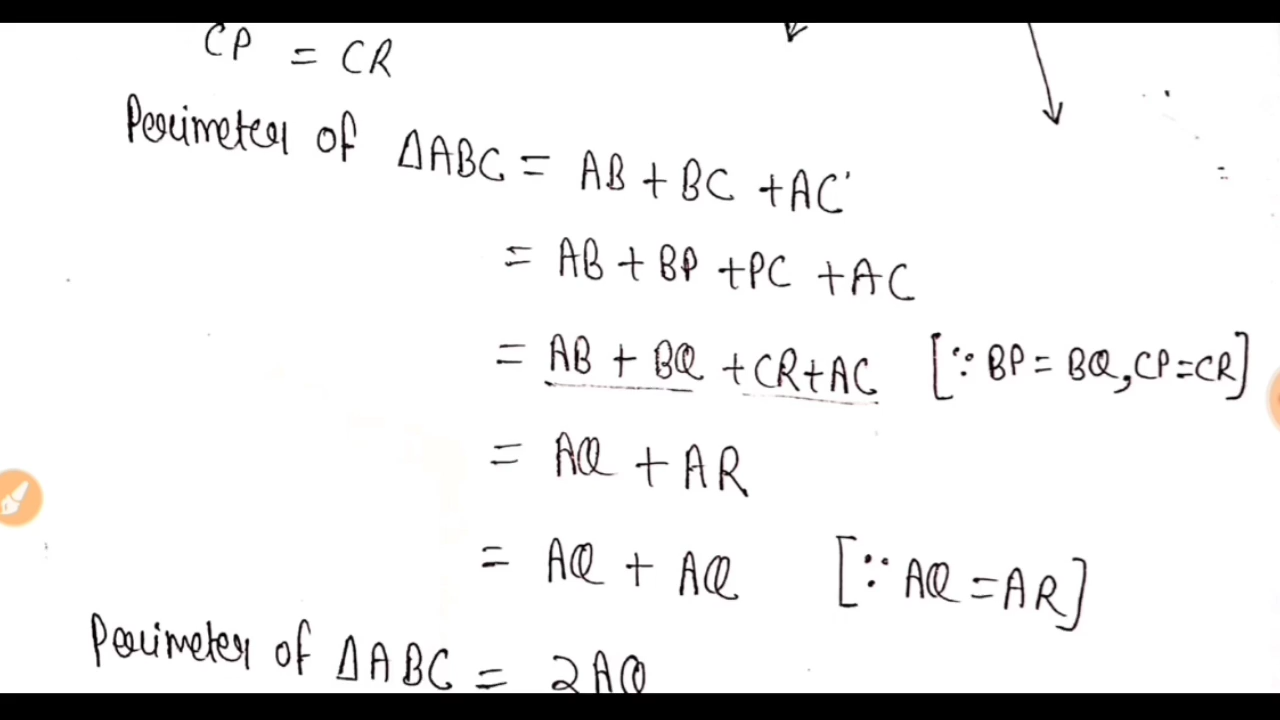 CP = CR
Perimeter of ΔABC = AB + BC + AC
= AB + BP + PC + AC
= AB + BQ + CR + AC [∵ BP = BQ, CP = CR]
= AQ + AR
= AQ + AQ [∵ AQ = AR]
Perimeter of ΔABC = 2AQ